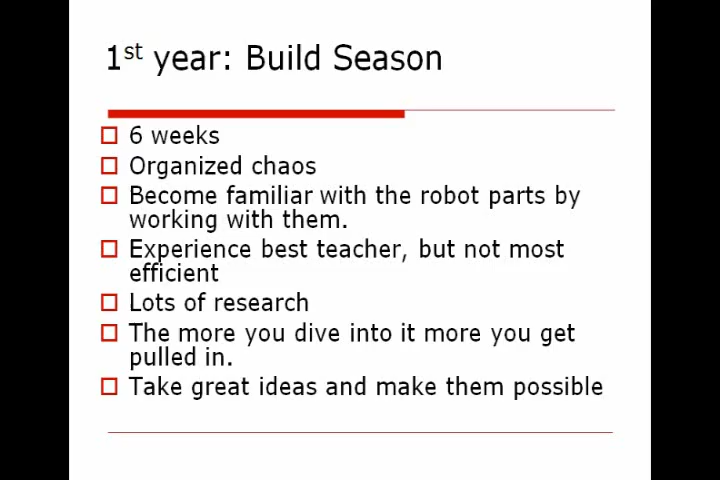 1st year: Build Season
6 weeks
Organized chaos
Become familiar with the robot parts by
working with them.
Experience best teacher, but not most
efficient
Lots of research
The more you dive into it more you get
pulled in.
Take great ideas and make them possible